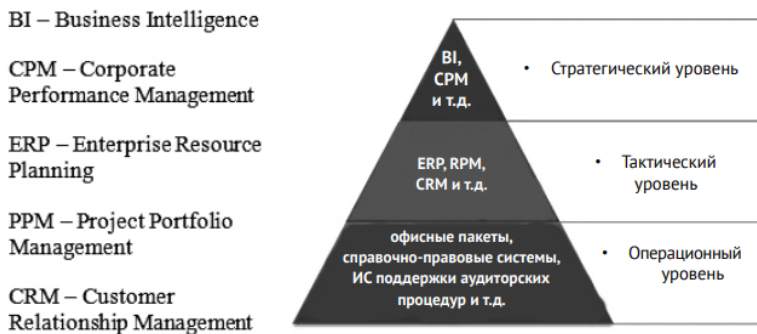 BI – Business Intelligence
CPM – Corporate
Performance Management
ERP – Enterprise Resource
Planning
PPM – Project Portfolio
Management
CRM – Customer
Relationship Management
BI,
CPM
и т.д.
• Стратегический уровень
ERP, RPM,
CRM и т.д.
• Тактический
уровень
офисные пакеты,
справочно-правовые системы,
ИС поддержки аудиторских
процедур и т.д.
• Операционный
уровень